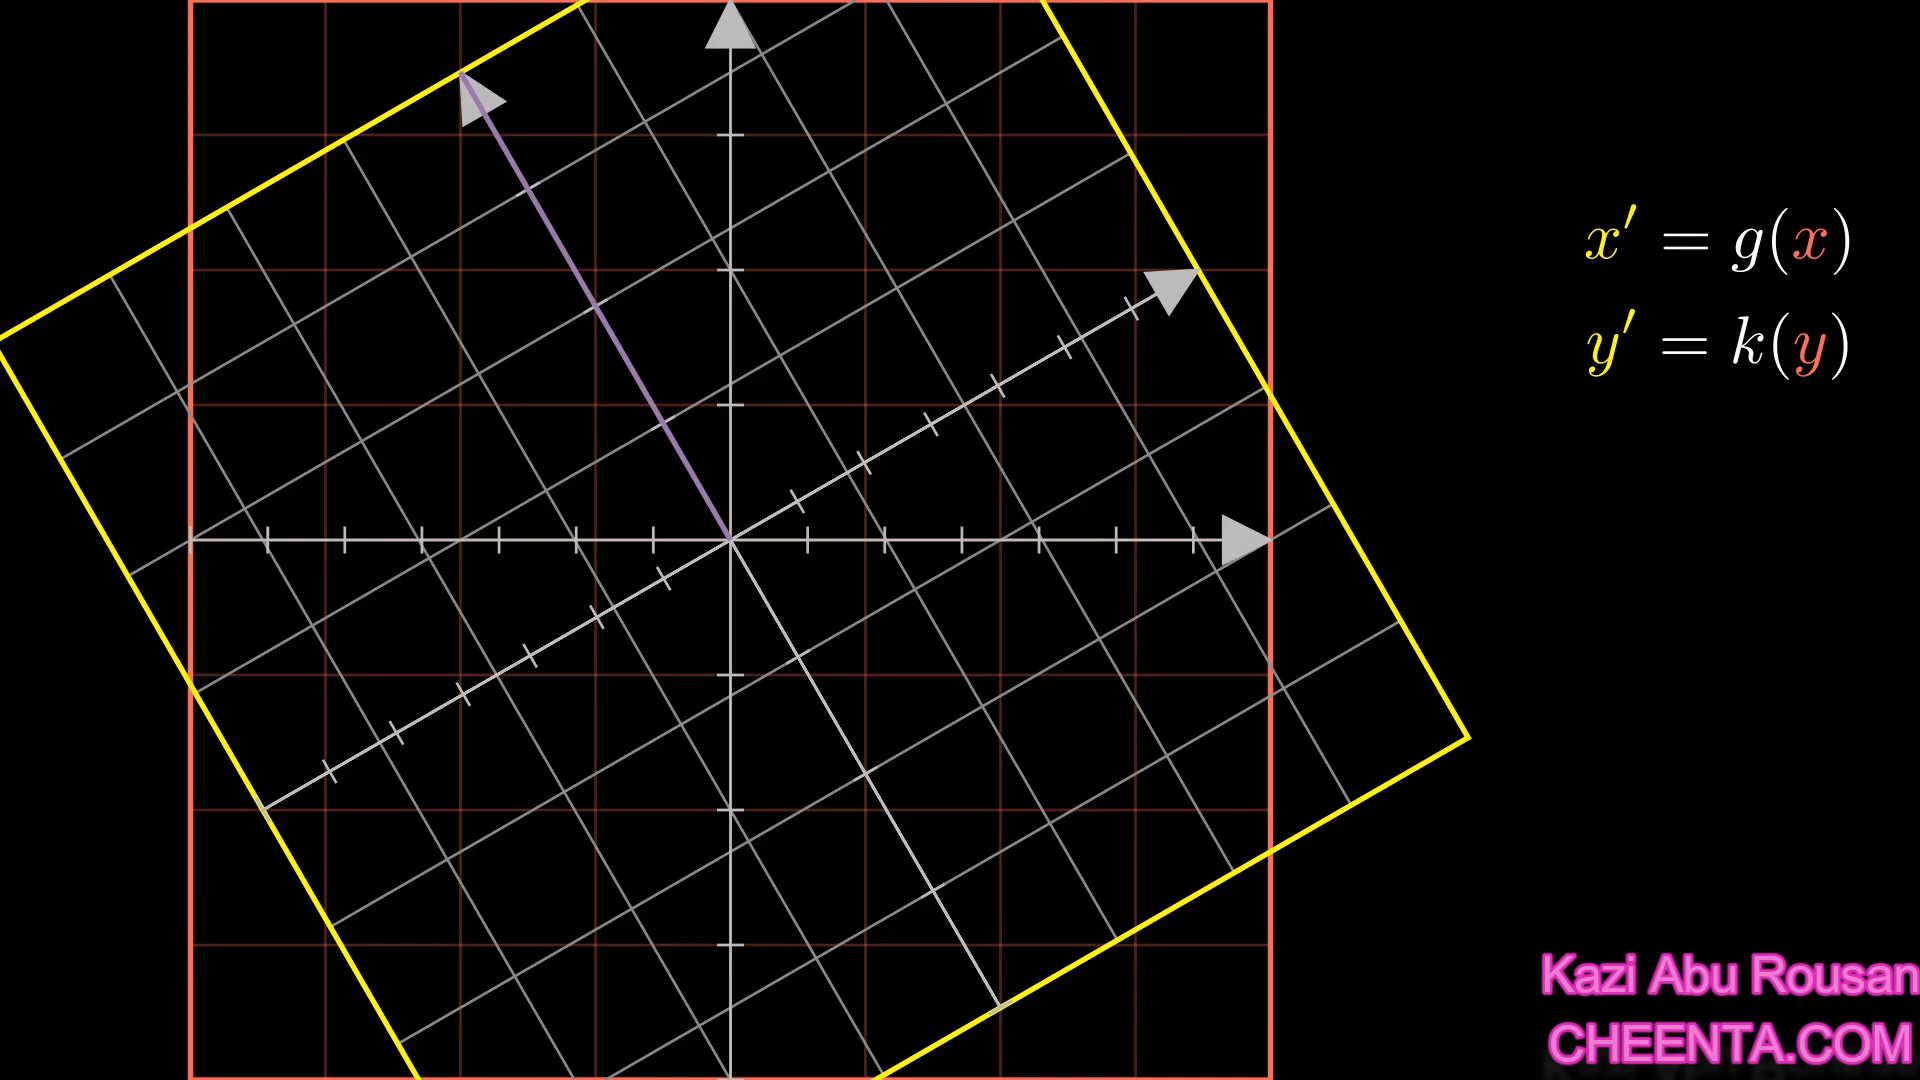 x′ = g(x)
y′ = k(y)
Kazi Abu Rousan
CHEENTA.COM